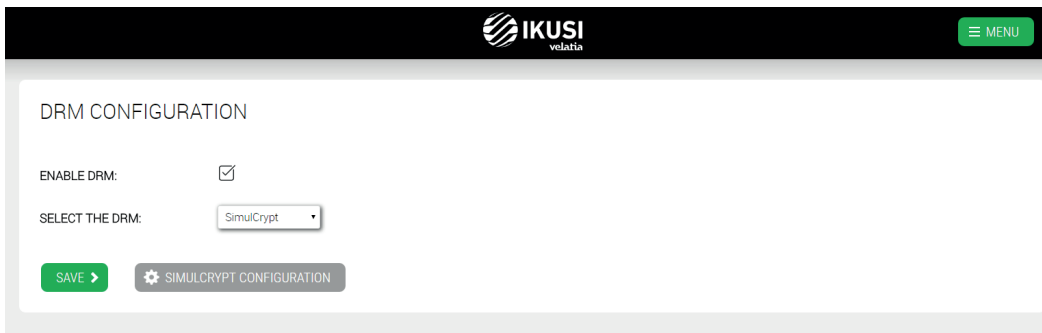 IKUSI
velatia
MENU
DRM CONFIGURATION
ENABLE DRM:
SELECT THE DRM: SimulCrypt
SAVE SIMULCRYPT CONFIGURATION